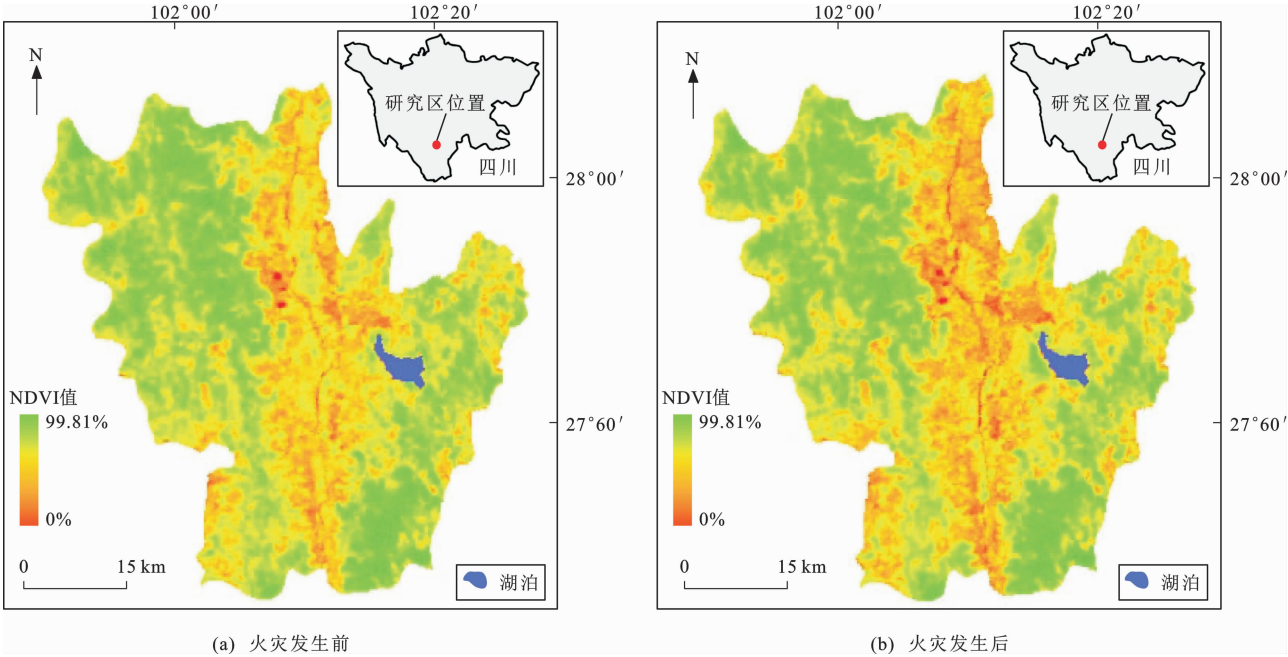 102°00′
102°20′
N
研究区位置
四川
28°00′
NDVI值
99.81%
0%
27°60′
0
15 km
湖泊
(a) 火灾发生前
102°00′
102°20′
N
研究区位置
四川
28°00′
NDVI值
99.81%
0%
27°60′
0
15 km
湖泊
(b) 火灾发生后